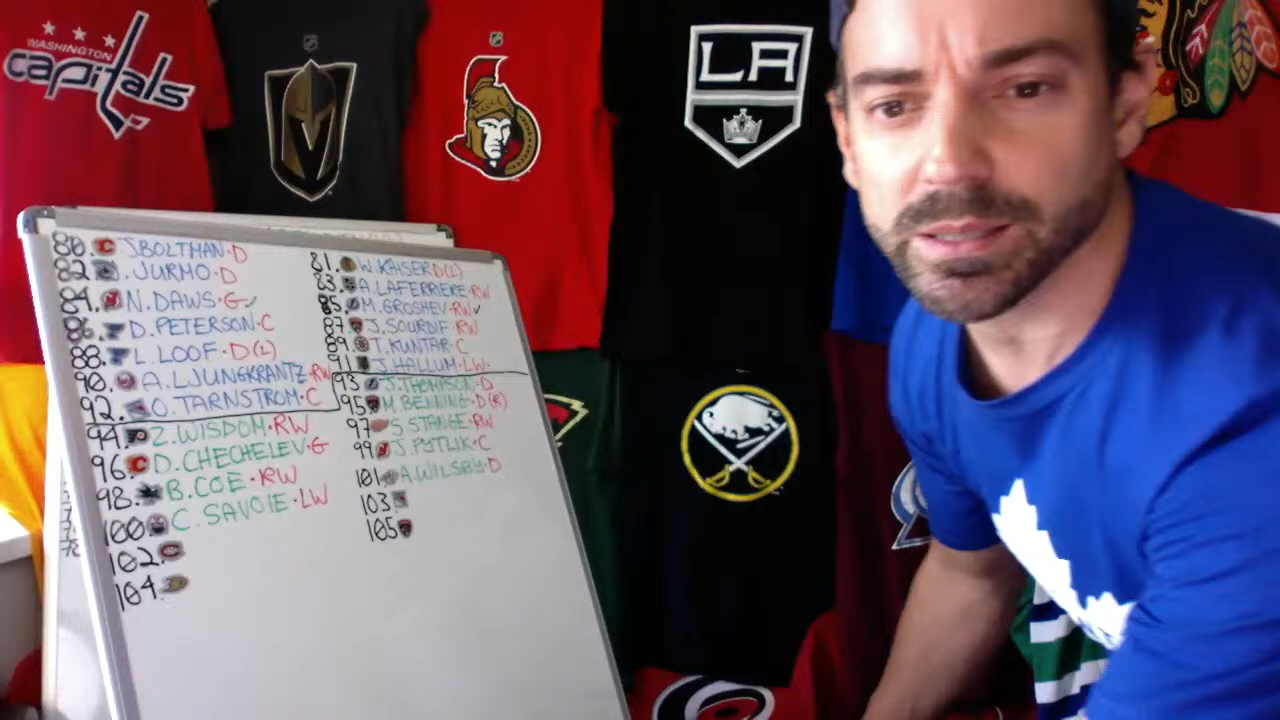 WASHINGTON
capitals
LA
80. J.BOLTMAN·D
82. .JURMO·D
84. N.DAWS·G✓
86. D.PETERSON·C
88. L.LOOF·D(L)
90. A.LJUNGKRANTZ·RW
92. O.TARNSTROM·C
94. Z.WISDOM·RW
96. D.CHECHELEV·G
98. B.COE·RW
100 C.SAVOIE·LW
102.
104.
81. W.KAISER D(L)
83. A.LAFERRIERE·RW
85. M.GROSHEV·RW✓
87. J.SOURDIF·RW
89. T.KUNTAR·C
91. J.HALLUM·LW·
93. J.THOMPSON·D
95. M.BENNING·D(R)
97. S STANGE·RW
99. J.PYTLIK·C
101. A.WILSBY·D
103.
105